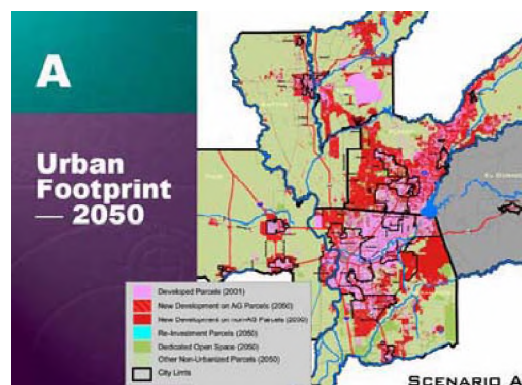 A
Urban
Footprint
— 2050
Developed Parcels (2001)
New Development on AG Parcels (2050)
New Development on non-AG Parcels (2050)
Re-Investment Parcels (2050)
Dedicated Open Space (2050)
Other Non-Urbanized Parcels (2050)
City Limits
SCENARIO A